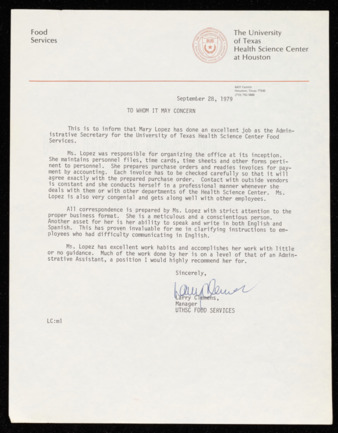 Food
Services
The University
of Texas
Health Science Center
at Houston
Houston, Texas 77030
September 28, 1979
TO WHOM IT MAY CONCERN
This is to inform that Mary Lopez has done an excellent job as the Admin-
istrative Secretary for the University of Texas Health Science Center Food
Services.
Ms. Lopez was responsible for organizing the office at its inception.
She maintains personnel files, time cards, time sheets and other forms perti-
nent to personnel. She prepares purchase orders and readies invoices for pay-
ment by accounting. Each invoice has to be checked carefully so that it will
agree exactly with the prepared purchase order. Contact with outside vendors
is constant and she conducts herself in a professional manner whenever she
deals with them or with other departments of the Health Science Center. Ms.
Lopez is also very congenial and gets along well with other employees.
All correspondence is prepared by Ms. Lopez with strict attention to the
proper business format. She is a meticulous and a conscientious person.
Another asset for her is her ability to speak and write in both English and
Spanish. This has proven invaluable for me in clarifying instructions to em-
ployees who had difficulty communicating in English.
Ms. Lopez has excellent work habits and accomplishes her work with little
or no guidance. Much of the work done by her is on a level of that of an Admin-
strative Assistant, a position I would highly recommend her for.
Sincerely,
Larry Clemens,
Manager
UTHSC FOOD SERVICES
LC:ml